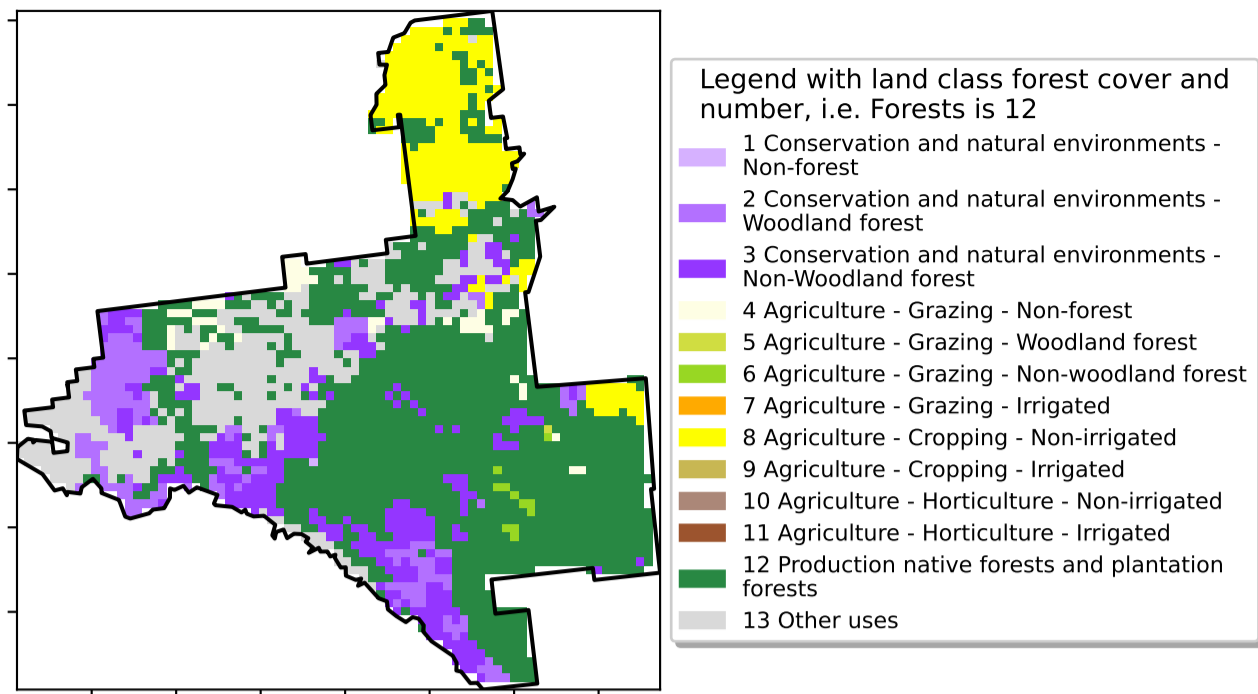 Legend with land class forest cover and
number, i.e. Forests is 12
1 Conservation and natural environments -
Non-forest
2 Conservation and natural environments -
Woodland forest
3 Conservation and natural environments -
Non-Woodland forest
4 Agriculture - Grazing - Non-forest
5 Agriculture - Grazing - Woodland forest
6 Agriculture - Grazing - Non-woodland forest
7 Agriculture - Grazing - Irrigated
8 Agriculture - Cropping - Non-irrigated
9 Agriculture - Cropping - Irrigated
10 Agriculture - Horticulture - Non-irrigated
11 Agriculture - Horticulture - Irrigated
12 Production native forests and plantation
forests
13 Other uses